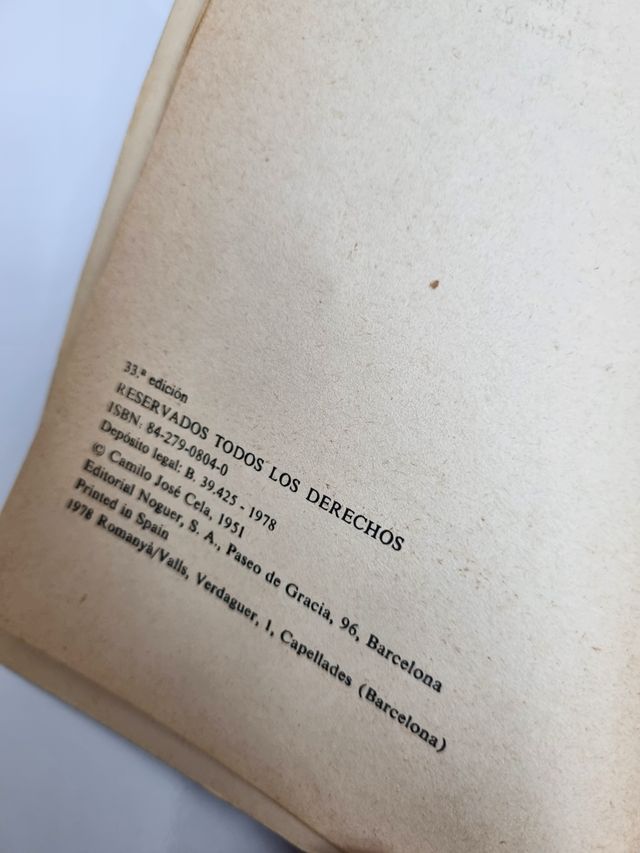 33.ª edición
RESERVADOS TODOS LOS DERECHOS
ISBN: 84-279-0804-0
Depósito legal: B. 39.425 - 1978
© Camilo José Cela, 1951
Editorial Noguer, S. A., Paseo de Gracia, 96, Barcelona
Printed in Spain
1978 Romanyà/Valls, Verdaguer, 1, Capellades (Barcelona)